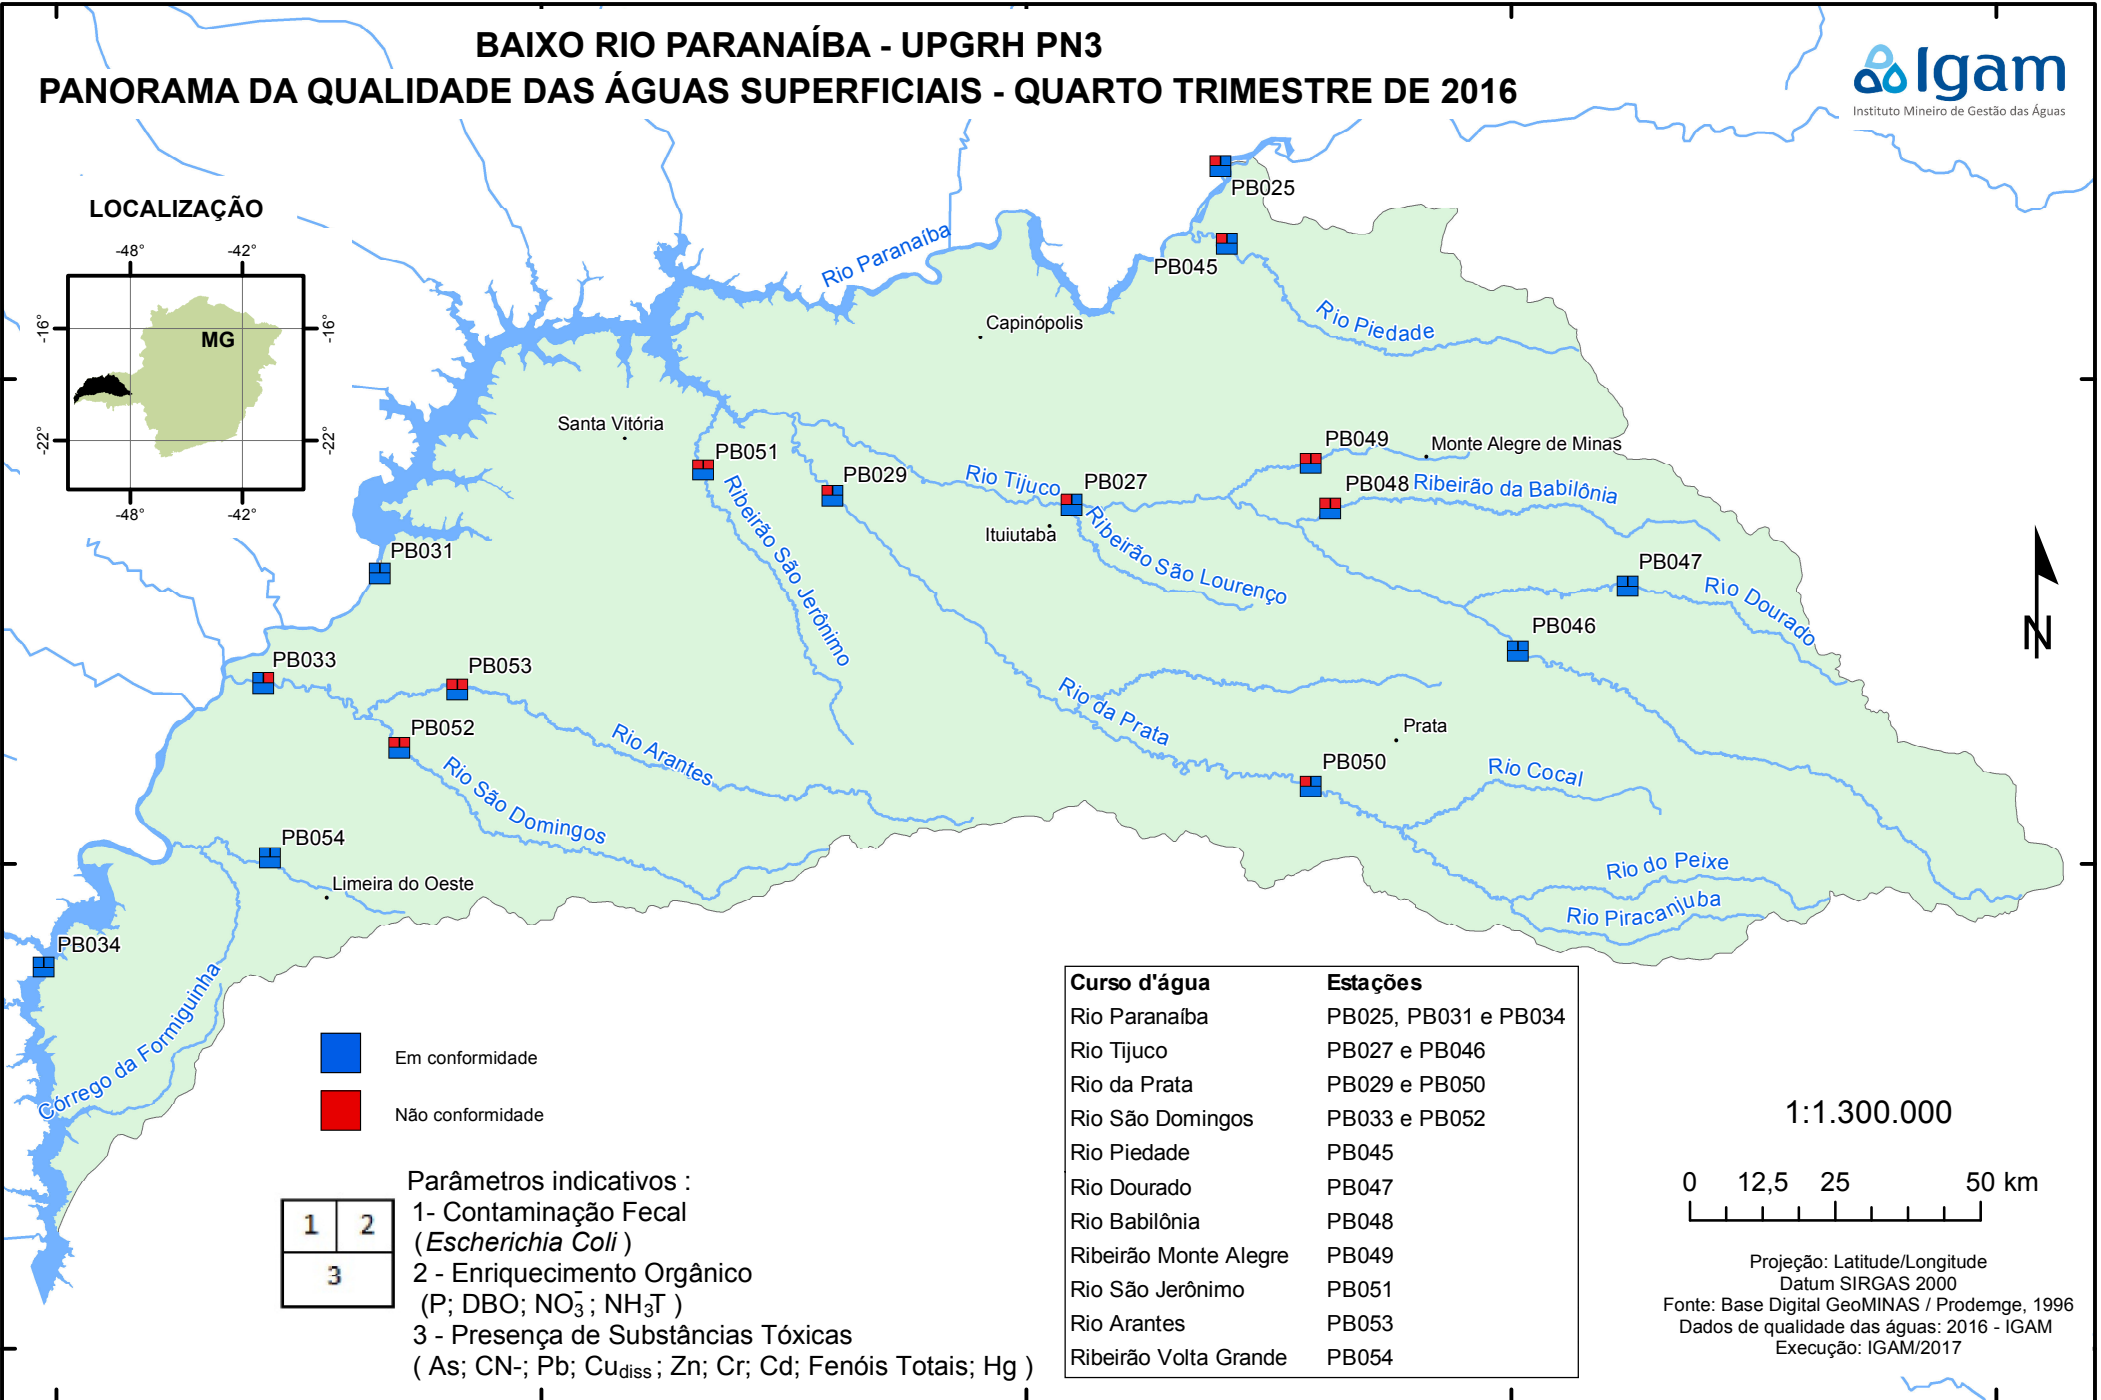 BAIXO RIO PARANAÍBA - UPGRH PN3
PANORAMA DA QUALIDADE DAS ÁGUAS SUPERFICIAIS - QUARTO TRIMESTRE DE 2016
Igam
Instituto Mineiro de Gestão das Águas
LOCALIZAÇÃO
-48° -42°
-16° -16°
MG
-22° -22°
-48° -42°
PB025
Rio Paranaíba
PB045
Rio Piedade
Capinópolis
Santa Vitória
PB051
PB029
Rio Tijuco
PB027
PB049
Monte Alegre de Minas
PB048
Ribeirão da Babilônia
Ituiutaba
Ribeirão São Lourenço
Ribeirão São Jerônimo
PB031
PB047
Rio Dourado
PB046
N
PB033
PB053
PB052
Rio Arantes
Rio São Domingos
Rio da Prata
Prata
PB050
Rio Cocal
PB054
Limeira do Oeste
Rio do Peixe
Rio Piracanjuba
PB034
Córrego da Formiguinha
Em conformidade
Não conformidade
Parâmetros indicativos :
1 2
3
1- Contaminação Fecal
(Escherichia Coli )
2 - Enriquecimento Orgânico
(P; DBO; NO₃⁻ ; NH₃T )
3 - Presença de Substâncias Tóxicas
( As; CN-; Pb; Cudiss ; Zn; Cr; Cd; Fenóis Totais; Hg )
Curso d'água Estações
Rio Paranaíba PB025, PB031 e PB034
Rio Tijuco PB027 e PB046
Rio da Prata PB029 e PB050
Rio São Domingos PB033 e PB052
Rio Piedade PB045
Rio Dourado PB047
Rio Babilônia PB048
Ribeirão Monte Alegre PB049
Rio São Jerônimo PB051
Rio Arantes PB053
Ribeirão Volta Grande PB054
1:1.300.000
0 12,5 25 50 km
Projeção: Latitude/Longitude
Datum SIRGAS 2000
Fonte: Base Digital GeoMINAS / Prodemge, 1996
Dados de qualidade das águas: 2016 - IGAM
Execução: IGAM/2017